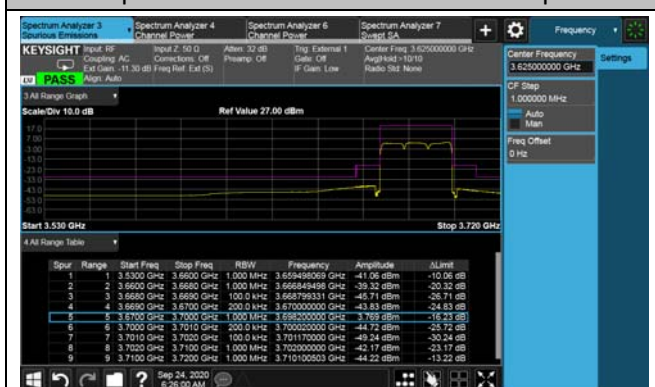 Spectrum Analyzer 3
Spurious Emissions
Spectrum Analyzer 4
Channel Power
Spectrum Analyzer 6
Channel Power
Spectrum Analyzer 7
Swept SA
Frequency
KEYSIGHT
Input: RF
Coupling: AC
Ext Gain: -11.30 dB
Align: Auto
Input Z: 50 Ω
Corrections: Off
Freq Ref: Ext (S)
Atten: 32 dB
Preamp: Off
Trig: External 1
Gate: Off
IF Gain: Low
Center Freq: 3.625000000 GHz
Avg|Hold:>10/10
Radio Std: None
PASS
Center Frequency
3.625000000 GHz
Settings
CF Step
1.000000 MHz
Auto
Man
Freq Offset
0 Hz
3 All Range Graph
Scale/Div 10.0 dB
Ref Value 27.00 dBm
17.0
7.00
-3.00
-13.0
-23.0
-33.0
-43.0
-53.0
-63.0
Start 3.530 GHz
Stop 3.720 GHz
4 All Range Table
Spur Range Start Freq Stop Freq RBW Frequency Amplitude ΔLimit
1 1 3.5300 GHz 3.6600 GHz 1.000 MHz 3.659498069 GHz -41.06 dBm -10.06 dB
2 2 3.6600 GHz 3.6680 GHz 1.000 MHz 3.666849498 GHz -39.32 dBm -20.32 dB
3 3 3.6680 GHz 3.6690 GHz 100.0 kHz 3.668799331 GHz -45.71 dBm -26.71 dB
4 4 3.6690 GHz 3.6700 GHz 200.0 kHz 3.670000000 GHz -43.83 dBm -24.83 dB
5 5 3.6700 GHz 3.7000 GHz 1.000 MHz 3.698200000 GHz 3.769 dBm -16.23 dB
6 6 3.7000 GHz 3.7010 GHz 200.0 kHz 3.700020000 GHz -44.72 dBm -25.72 dB
7 7 3.7010 GHz 3.7020 GHz 100.0 kHz 3.701170000 GHz -49.24 dBm -30.24 dB
8 8 3.7020 GHz 3.7100 GHz 1.000 MHz 3.702000000 GHz -42.17 dBm -23.17 dB
9 9 3.7100 GHz 3.7200 GHz 1.000 MHz 3.710100503 GHz -44.22 dBm -13.22 dB
Sep 24, 2020
6:26:00 AM